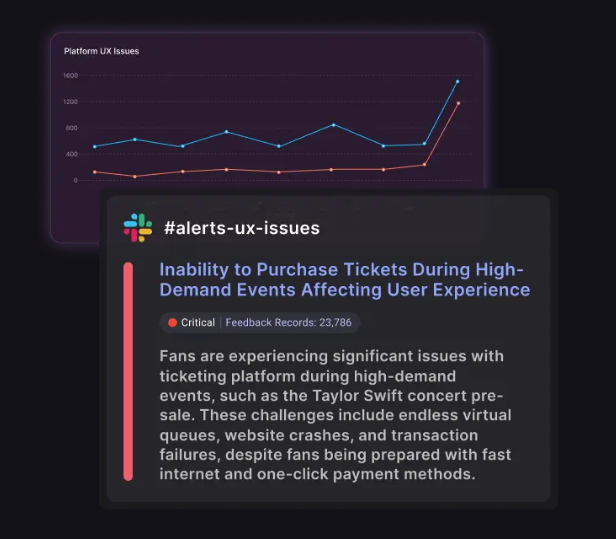 Platform UX Issues
1600
1200
800
400
0
#alerts-ux-issues
Inability to Purchase Tickets During High-
Demand Events Affecting User Experience
Critical | Feedback Records: 23,786
Fans are experiencing significant issues with
ticketing platform during high-demand
events, such as the Taylor Swift concert pre-
sale. These challenges include endless virtual
queues, website crashes, and transaction
failures, despite fans being prepared with fast
internet and one-click payment methods.